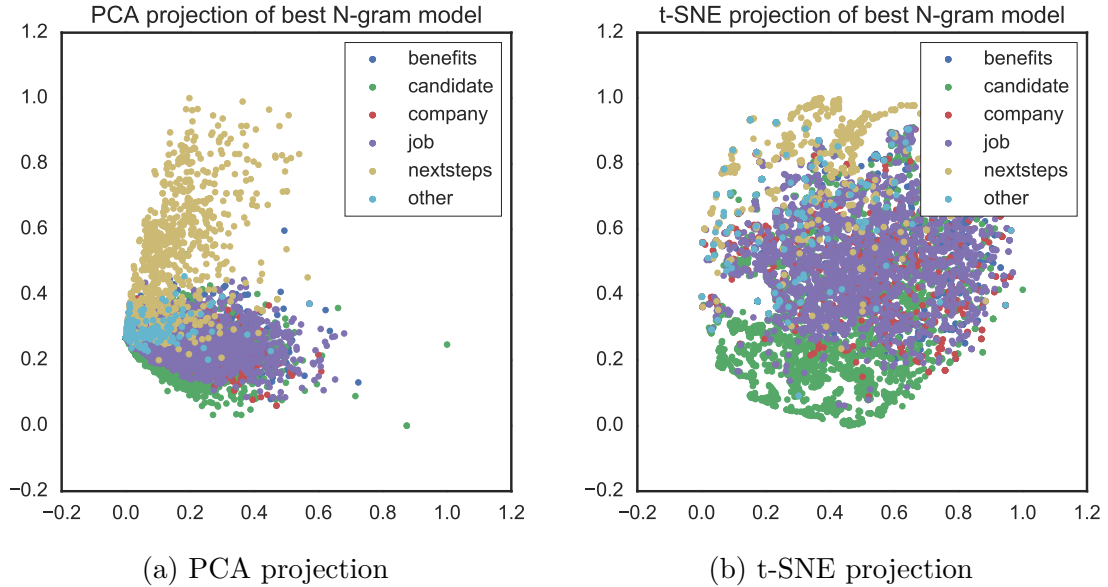 PCA projection of best N-gram model
1.2
1.0
0.8
0.6
0.4
0.2
0.0
−0.2
−0.2 0.0 0.2 0.4 0.6 0.8 1.0 1.2
benefits
candidate
company
job
nextsteps
other
(a) PCA projection
t-SNE projection of best N-gram model
1.2
1.0
0.8
0.6
0.4
0.2
0.0
−0.2
−0.2 0.0 0.2 0.4 0.6 0.8 1.0 1.2
benefits
candidate
company
job
nextsteps
other
(b) t-SNE projection